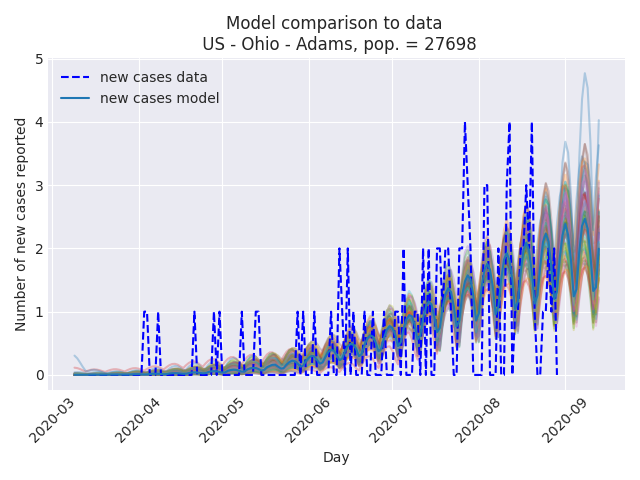 Model comparison to data
US - Ohio - Adams, pop. = 27698
new cases data
new cases model
Number of new cases reported
5
4
3
2
1
0
2020-03
2020-04
2020-05
2020-06
2020-07
2020-08
2020-09
Day